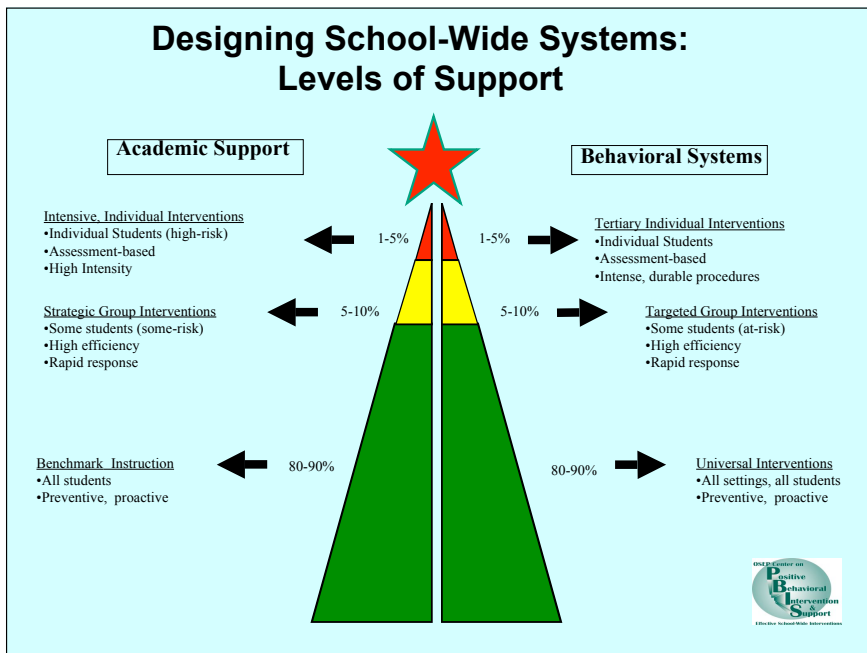 Designing School-Wide Systems:
Levels of Support
Academic Support
Behavioral Systems
Intensive, Individual Interventions
•Individual Students (high-risk)
•Assessment-based
•High Intensity
1-5%
1-5%
Tertiary Individual Interventions
•Individual Students
•Assessment-based
•Intense, durable procedures
Strategic Group Interventions
•Some students (some-risk)
•High efficiency
•Rapid response
5-10%
5-10%
Targeted Group Interventions
•Some students (at-risk)
•High efficiency
•Rapid response
Benchmark Instruction
•All students
•Preventive, proactive
80-90%
80-90%
Universal Interventions
•All settings, all students
•Preventive, proactive
OSEP Center on
Positive
Behavioral
Intervention
&
Support
Effective School-Wide Interventions